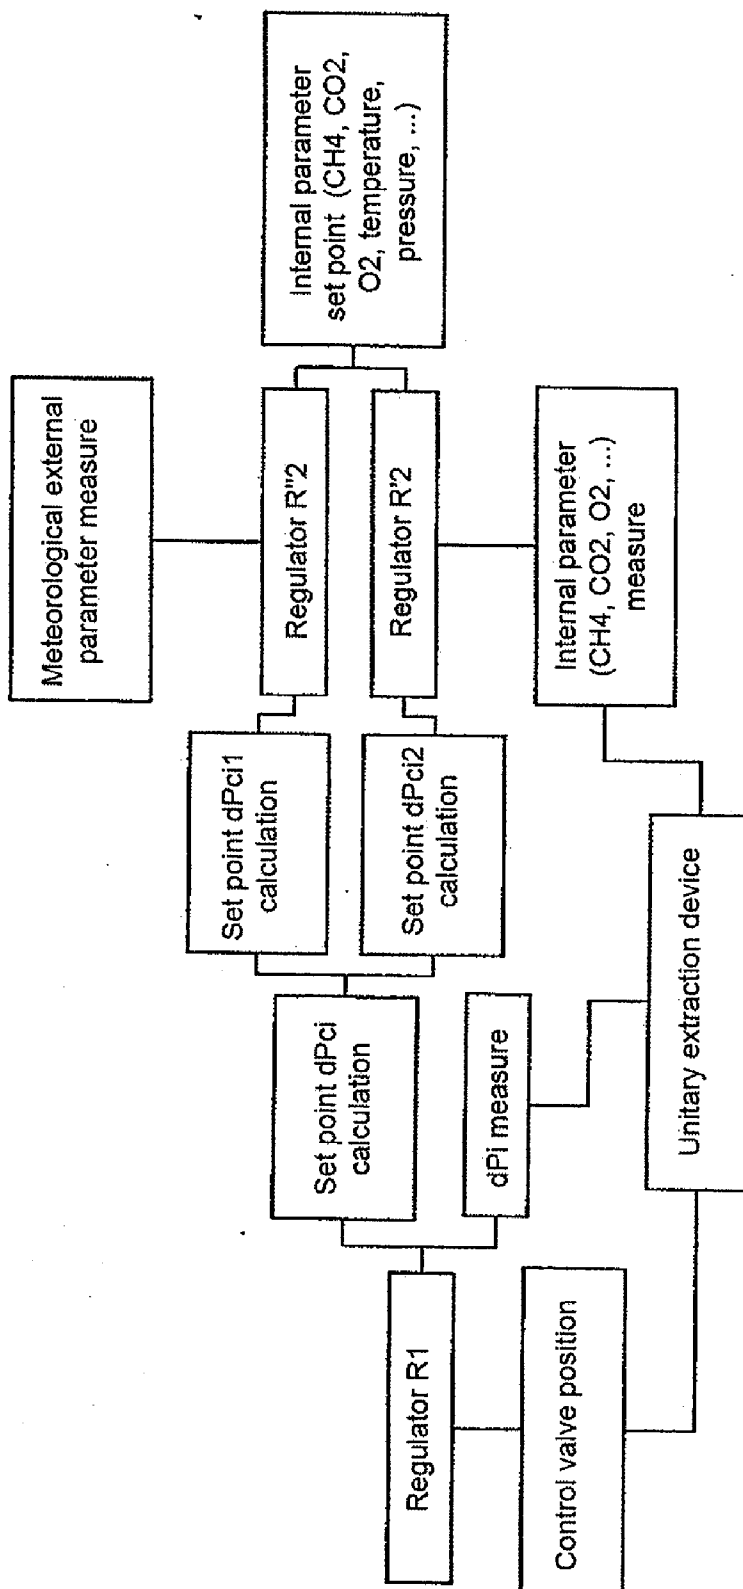 Meteorological external
parameter measure
Internal parameter
set point (CH4, CO2,
O2, temperature,
pressure, ...)
Regulator R"2
Regulator R'2
Set point dPci1
calculation
Set point dPci2
calculation
Internal parameter
(CH4, CO2, O2, ...)
measure
Set point dPci
calculation
dPi measure
Unitary extraction device
Regulator R1
Control valve position